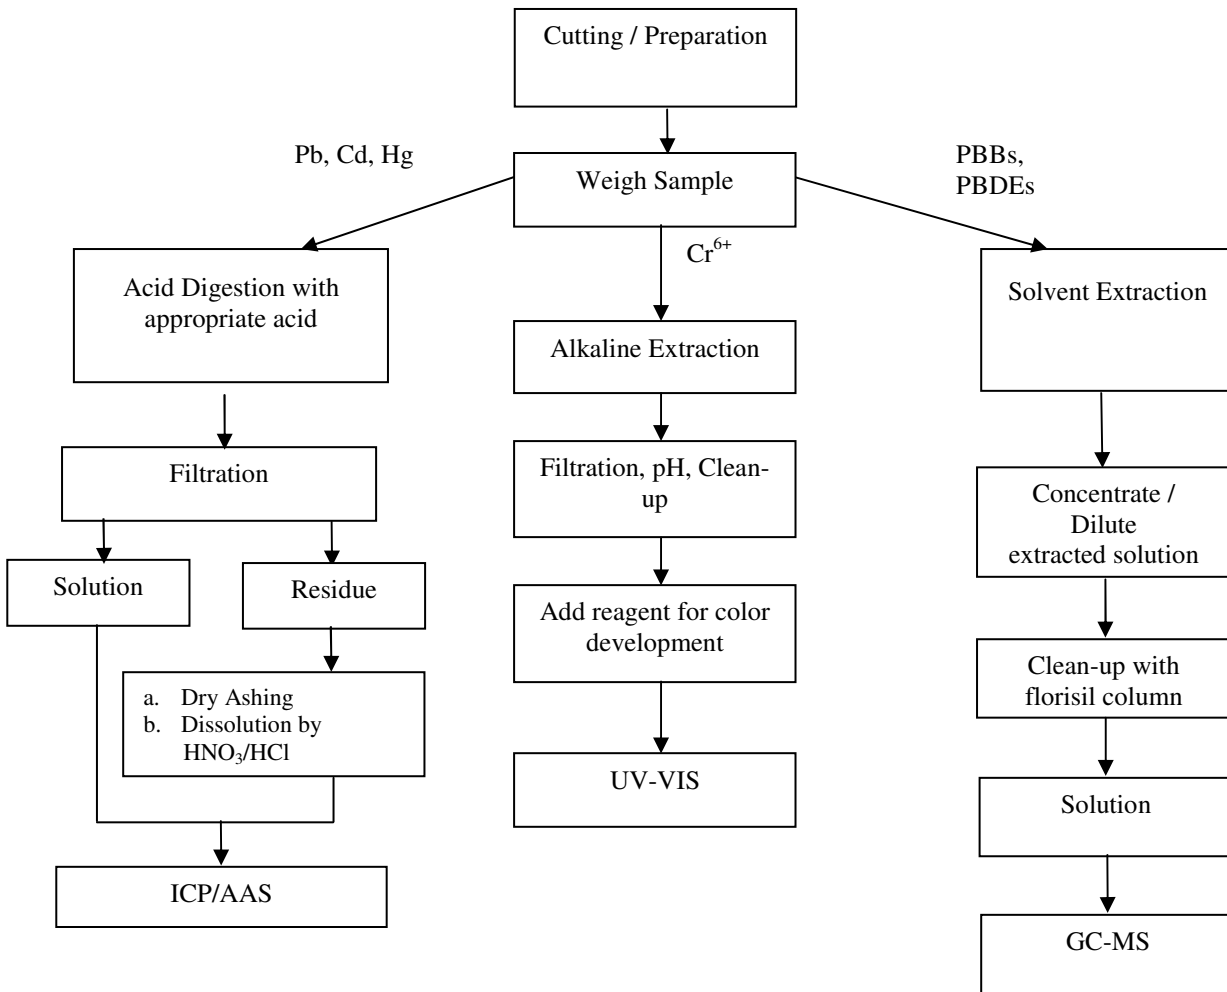 Cutting / Preparation
Pb, Cd, Hg
Weigh Sample
PBBs,
PBDEs
Cr⁶⁺
Acid Digestion with
appropriate acid
Filtration
Solution
Residue
a. Dry Ashing
b. Dissolution by
HNO₃/HCl
ICP/AAS
Alkaline Extraction
Filtration, pH, Clean-
up
Add reagent for color
development
UV-VIS
Solvent Extraction
Concentrate /
Dilute
extracted solution
Clean-up with
florisil column
Solution
GC-MS